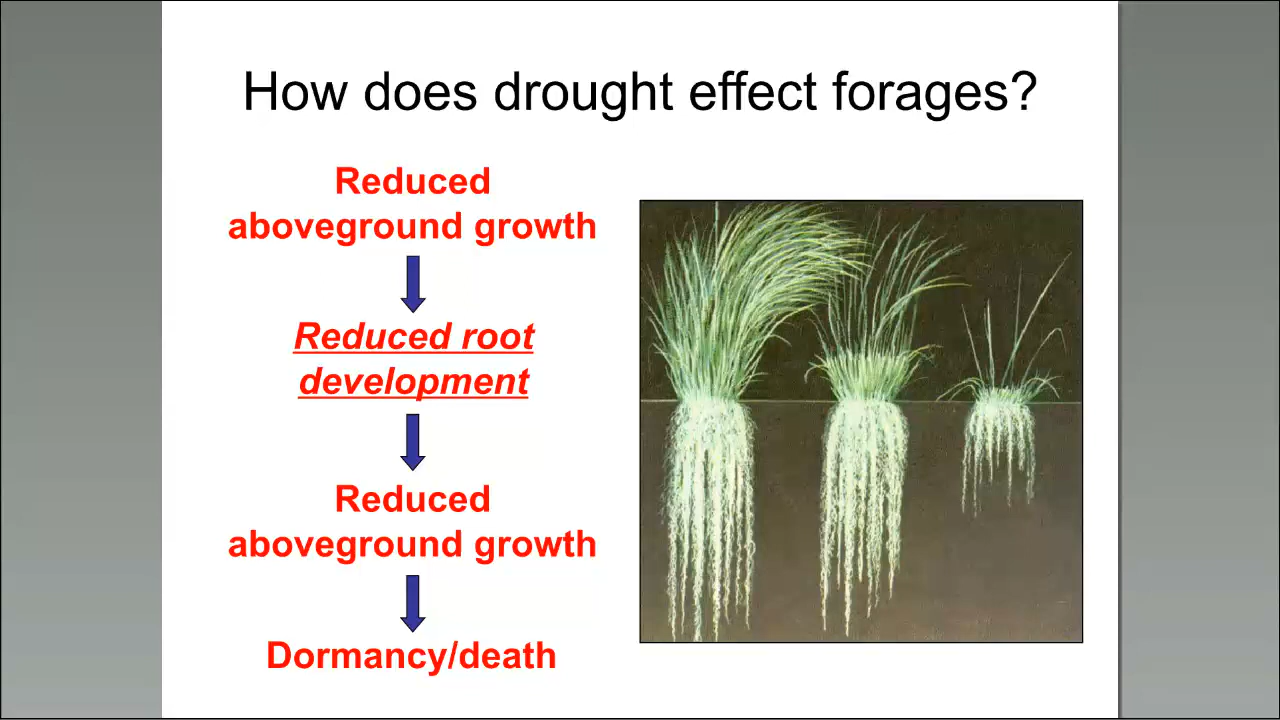 How does drought effect forages?
Reduced
aboveground growth
Reduced root
development
Reduced
aboveground growth
Dormancy/death